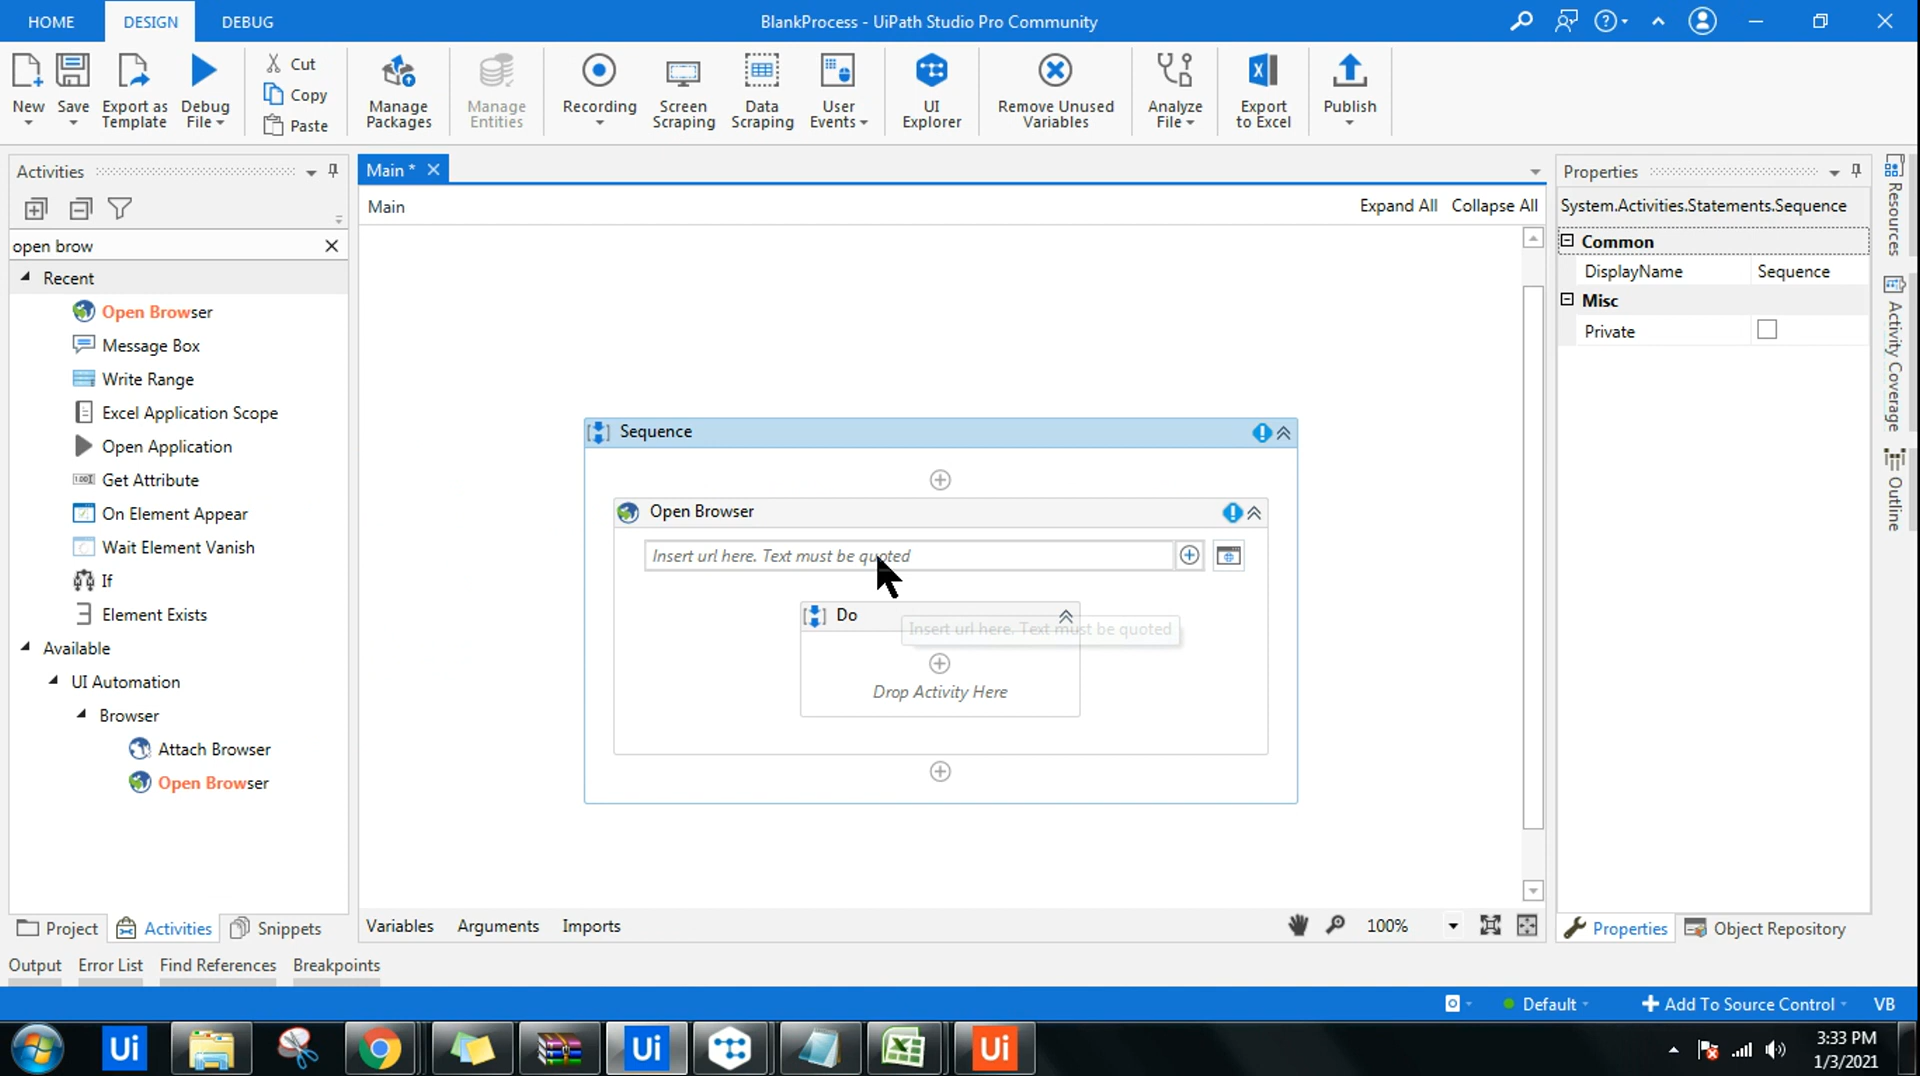 HOME DESIGN DEBUG BlankProcess - UiPath Studio Pro Community
New Save Export as Template Debug File Cut Copy Paste Manage Packages Manage Entities Recording Screen Scraping Data Scraping User Events UI Explorer Remove Unused Variables Analyze File Export to Excel Publish
Activities
open brow
Recent
Open Browser
Message Box
Write Range
Excel Application Scope
Open Application
Get Attribute
On Element Appear
Wait Element Vanish
If
Element Exists
Available
UI Automation
Browser
Attach Browser
Open Browser
Project Activities Snippets
Main *
Main Expand All Collapse All
Sequence
Open Browser
Insert url here. Text must be quoted
Do
Insert url here. Text must be quoted
Drop Activity Here
Variables Arguments Imports 100%
Properties
System.Activities.Statements.Sequence
Common
DisplayName Sequence
Misc
Private
Properties Object Repository
Resources
Activity Coverage
Outline
Output Error List Find References Breakpoints
Default Add To Source Control VB
Ui Ui Ui
3:33 PM
1/3/2021